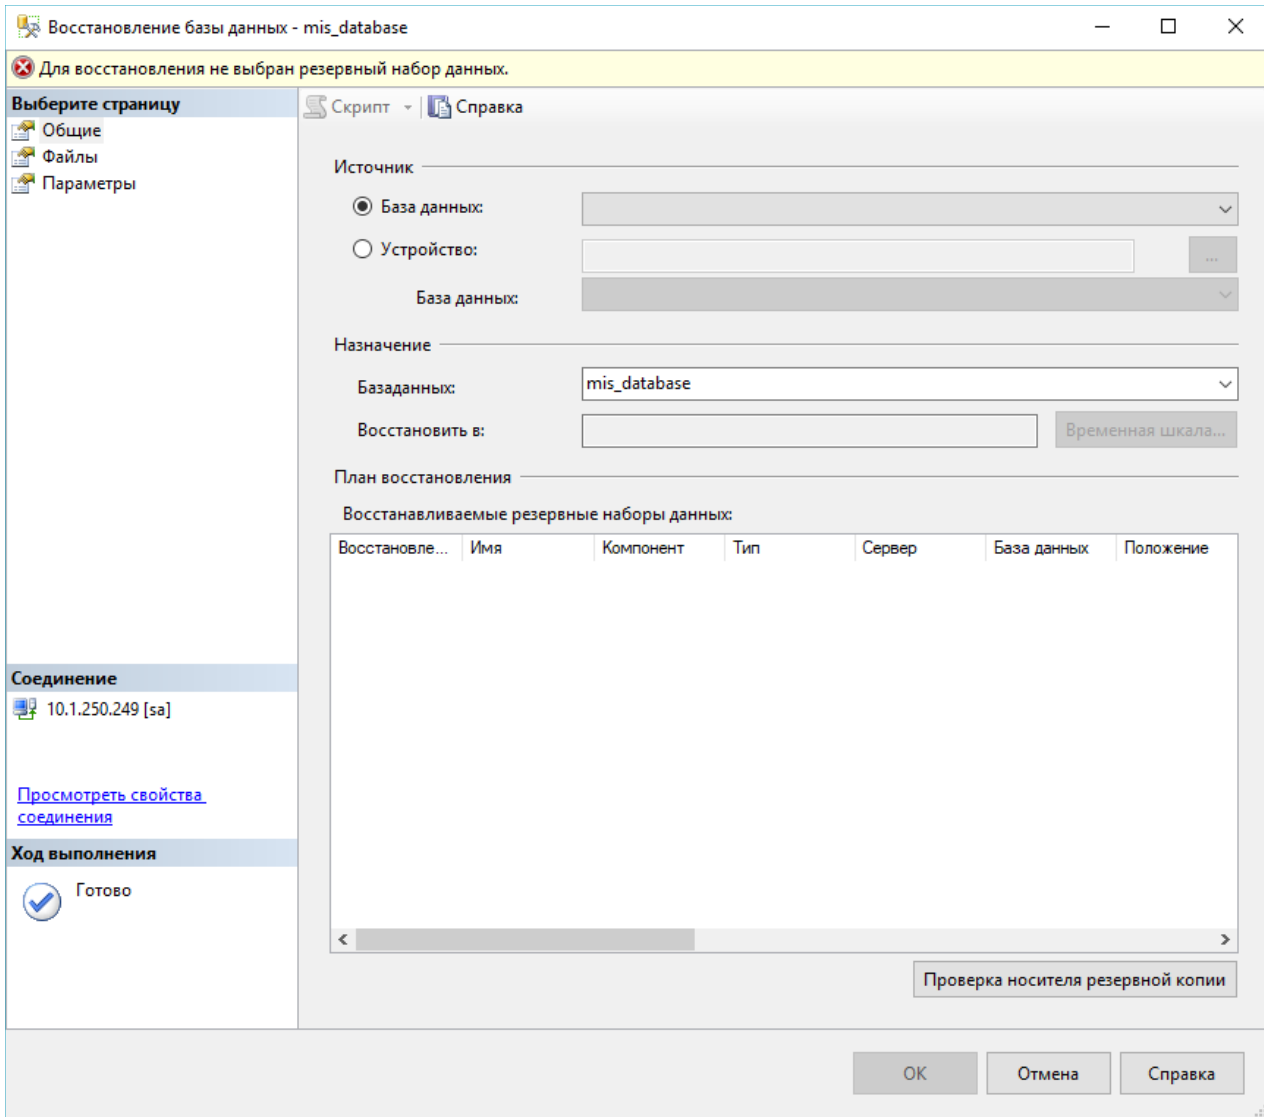 Восстановление базы данных - mis_database
Для восстановления не выбран резервный набор данных.
Выберите страницу
Общие
Файлы
Параметры
Скрипт
Справка
Источник
База данных:
Устройство:
...
База данных:
Назначение
Базаданных:
mis_database
Восстановить в:
Временная шкала...
План восстановления
Восстанавливаемые резервные наборы данных:
Восстановле... Имя Компонент Тип Сервер База данных Положение
Соединение
10.1.250.249 [sa]
Просмотреть свойства
соединения
Ход выполнения
Готово
Проверка носителя резервной копии
ОК
Отмена
Справка